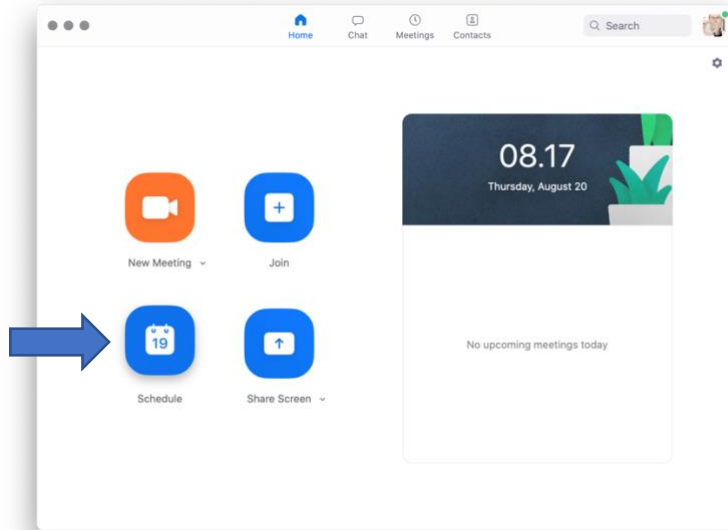 Home Chat Meetings Contacts
Search
08.17
Thursday, August 20
New Meeting
Join
19
Schedule
Share Screen
No upcoming meetings today